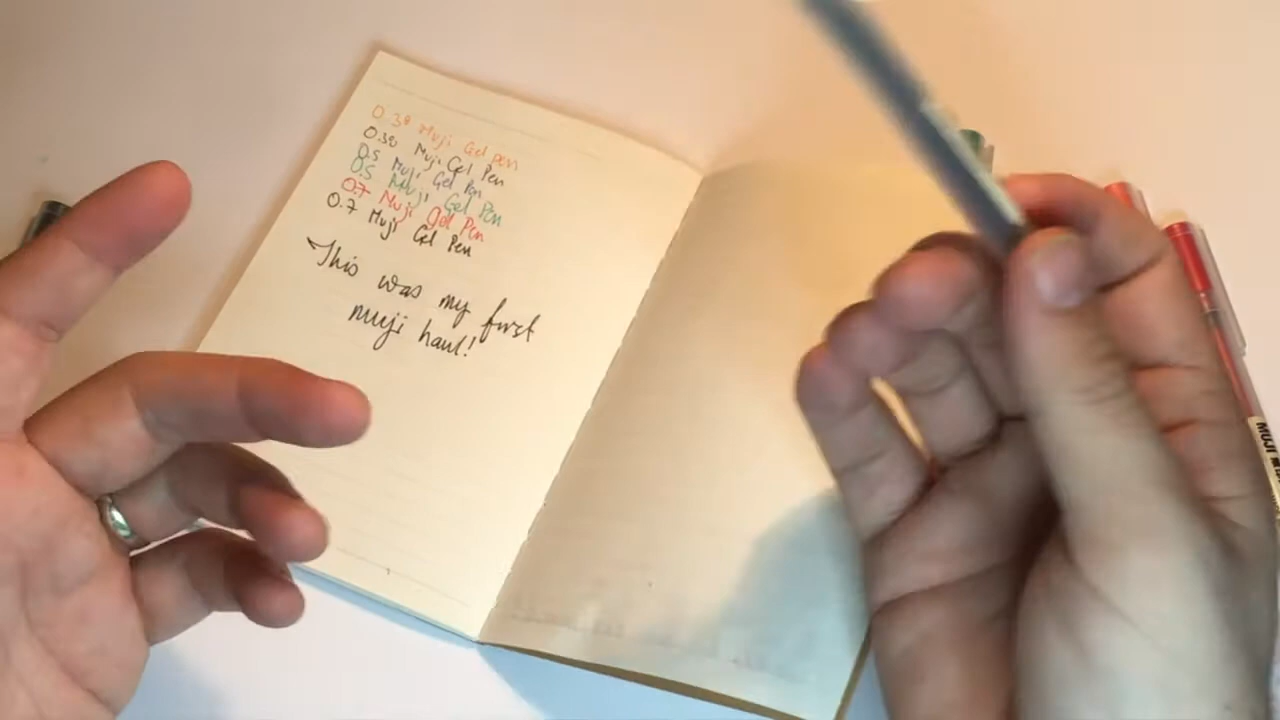 0.38 Muji Gel pen
0.38 Muji Gel Pen
0.5 Muji Gel Pen
0.5 Muji Gel Pen
0.7 Muji Gel Pen
0.7 Muji Gel Pen
This was my first
muji haul!
MUJI